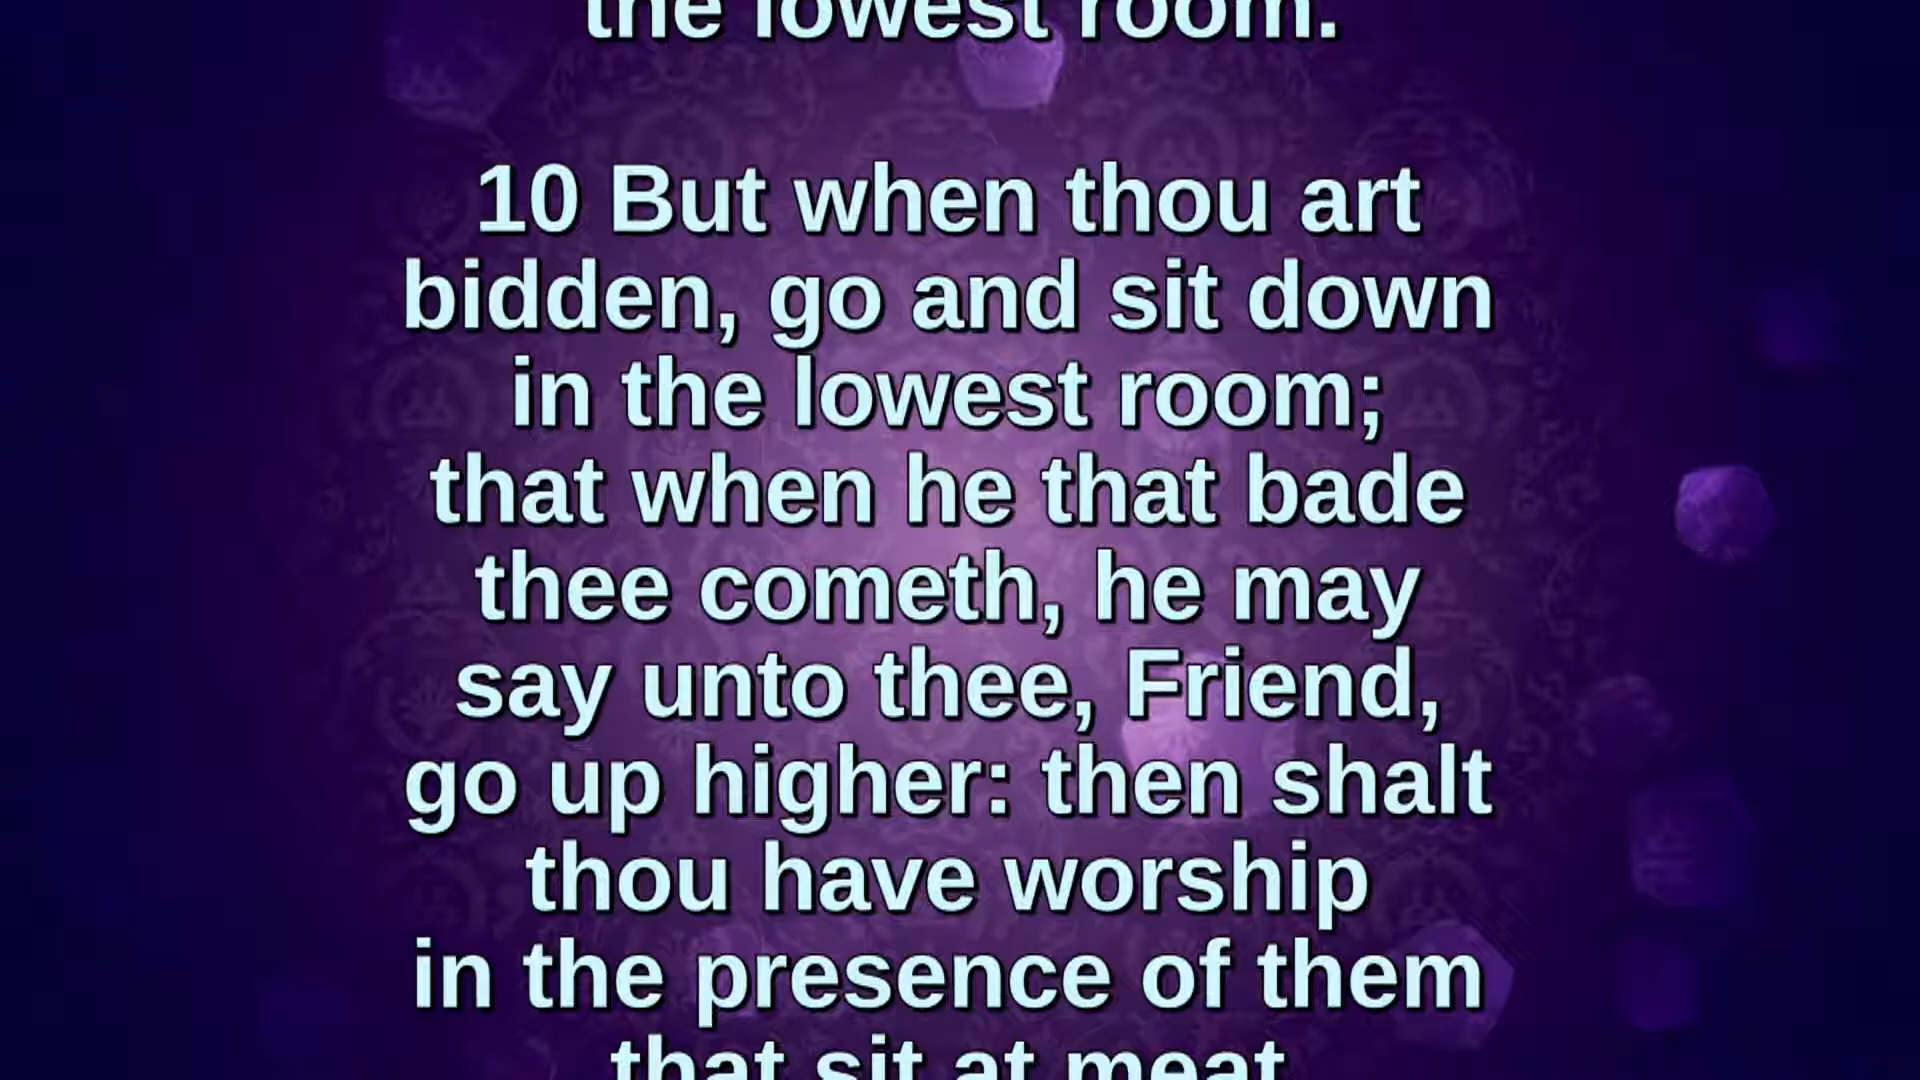 the lowest room.
10 But when thou art
bidden, go and sit down
in the lowest room;
that when he that bade
thee cometh, he may
say unto thee, Friend,
go up higher: then shalt
thou have worship
in the presence of them
that sit at meat